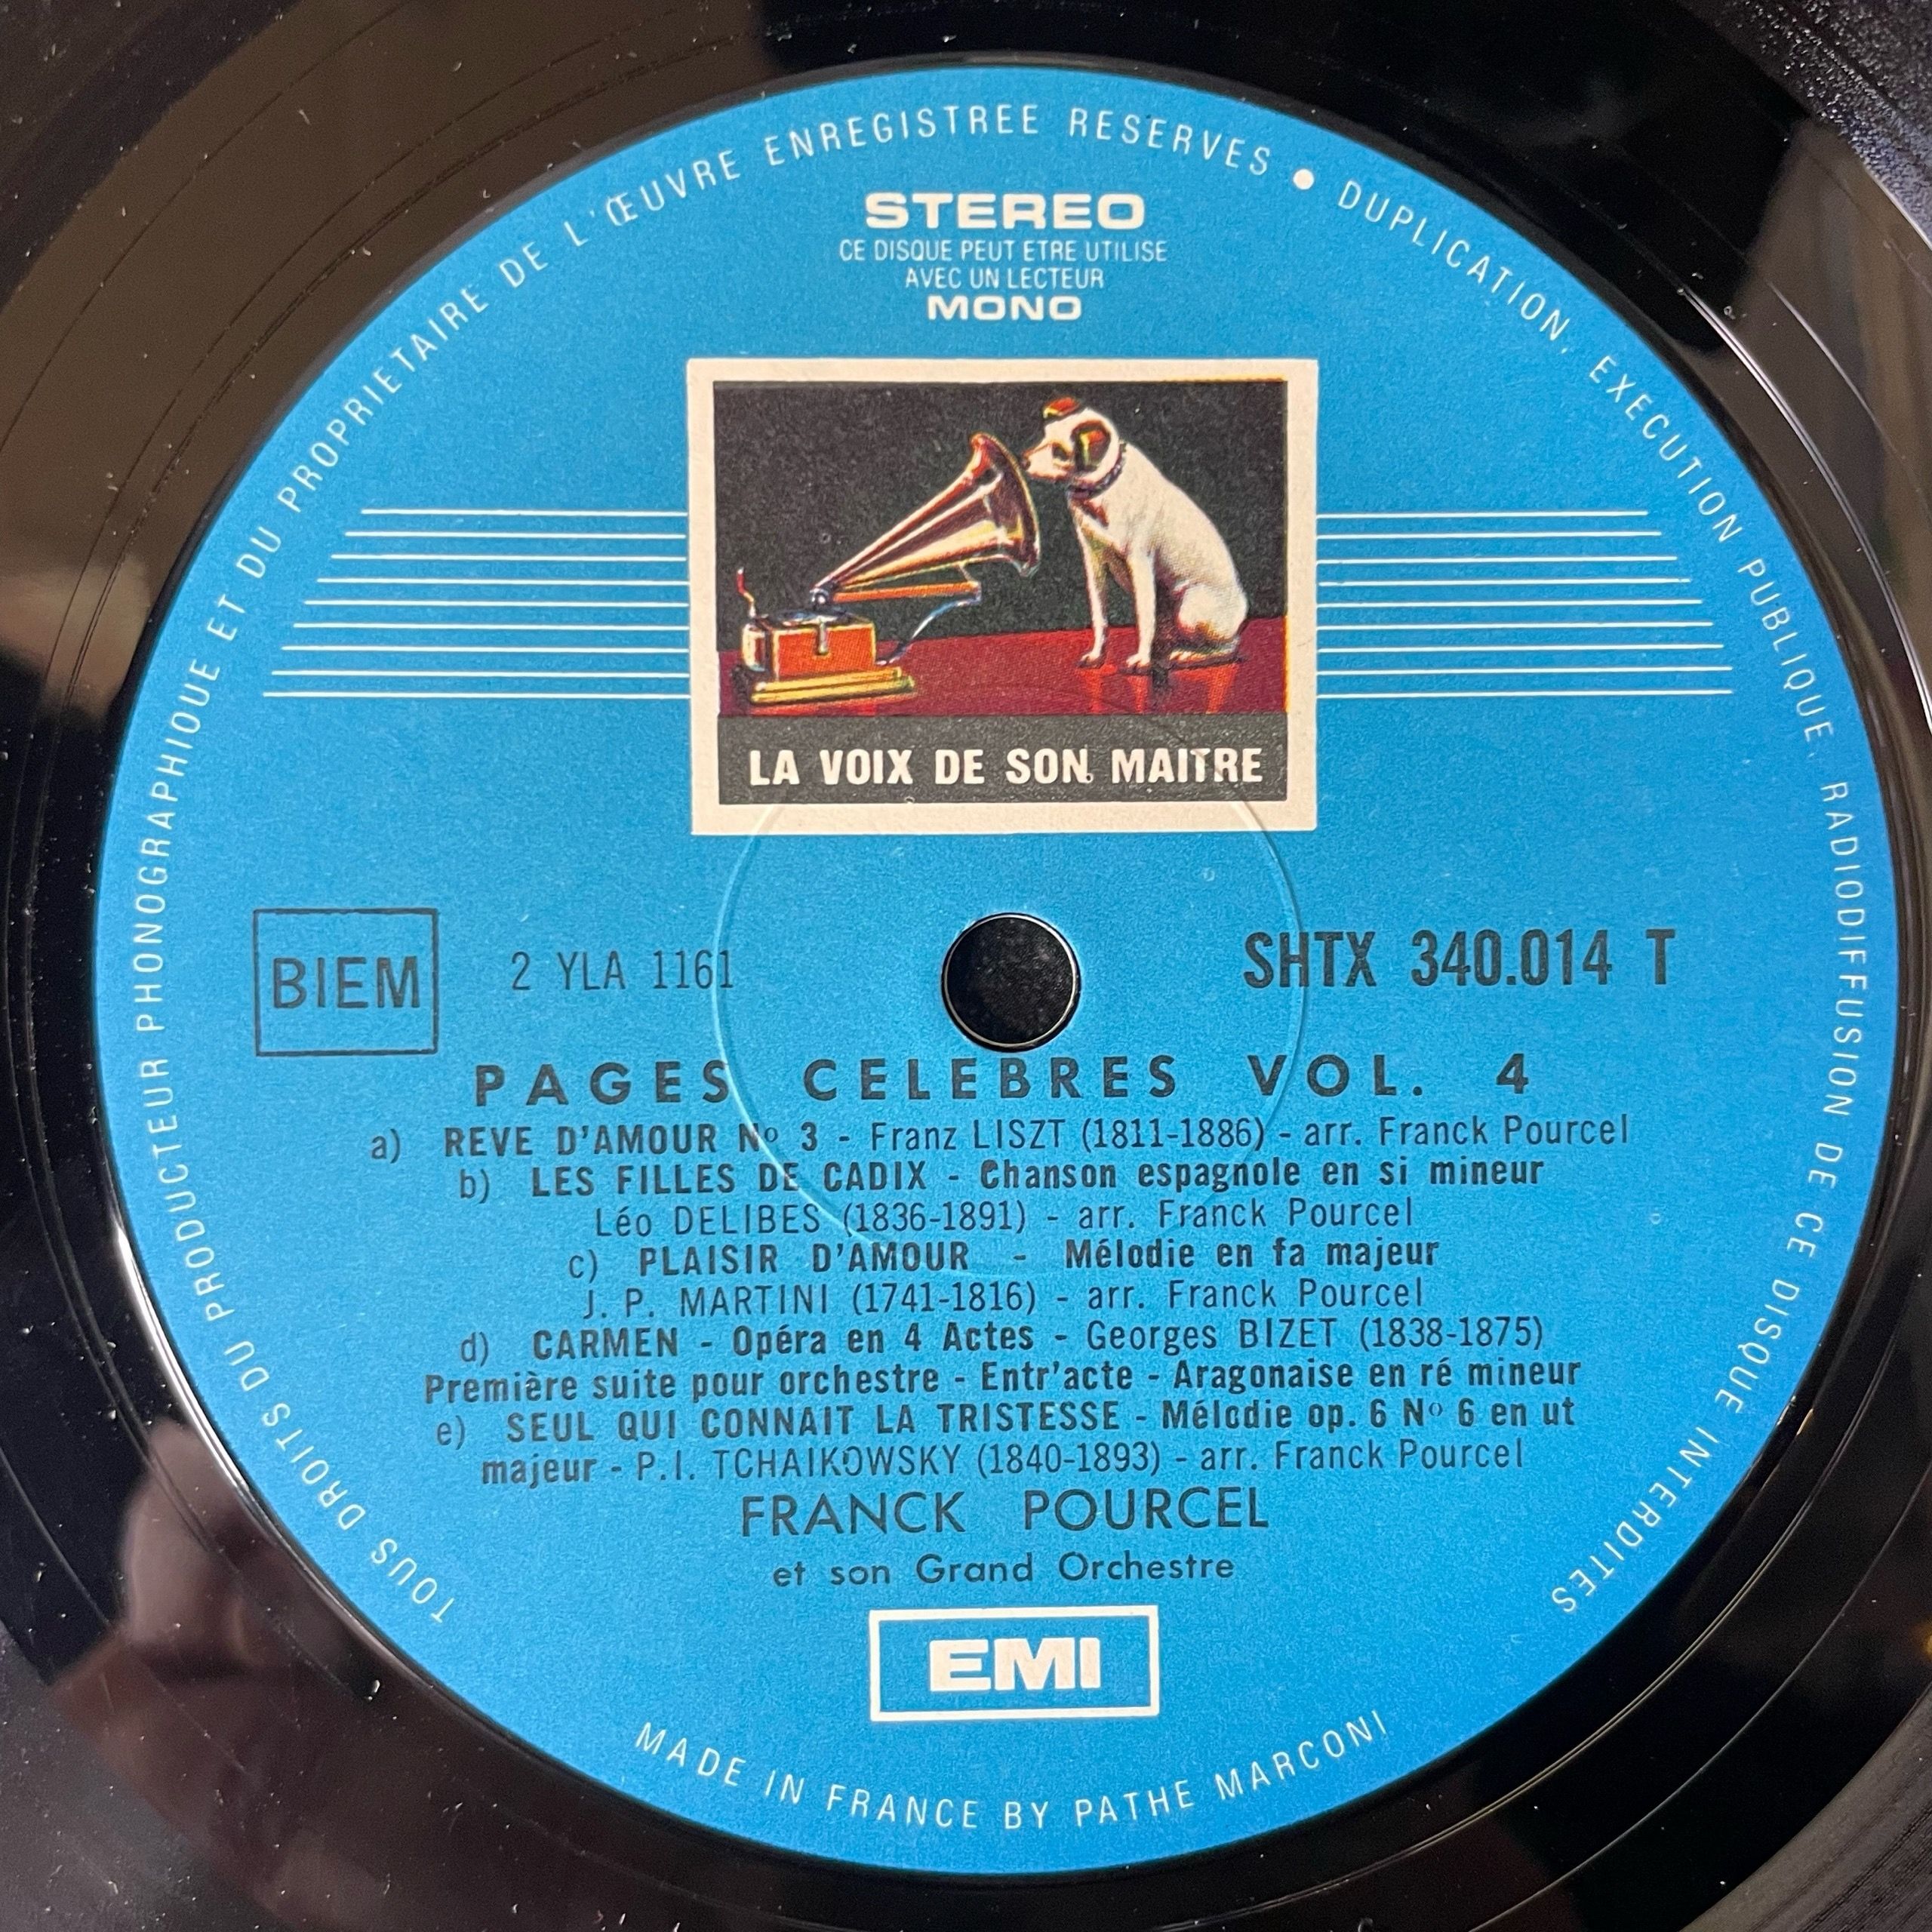 TOUS DROITS DU PRODUCTEUR PHONOGRAPHIQUE ET DU PROPRIETAIRE DE L'ŒUVRE ENREGISTREE RESERVES • DUPLICATION, EXECUTION PUBLIQUE, RADIODIFFUSION DE CE DISQUE INTERDITES
STEREO
CE DISQUE PEUT ETRE UTILISE
AVEC UN LECTEUR
MONO
LA VOIX DE SON MAITRE
BIEM 2 YLA 1161 SHTX 340.014 T
PAGES CELEBRES VOL. 4
a) REVE D'AMOUR Nº 3 - Franz LISZT (1811-1886) - arr. Franck Pourcel
b) LES FILLES DE CADIX - Chanson espagnole en si mineur
Léo DELIBES (1836-1891) - arr. Franck Pourcel
c) PLAISIR D'AMOUR - Mélodie en fa majeur
J. P. MARTINI (1741-1816) - arr. Franck Pourcel
d) CARMEN - Opéra en 4 Actes - Georges BIZET (1838-1875)
Première suite pour orchestre - Entr'acte - Aragonaise en ré mineur
e) SEUL QUI CONNAIT LA TRISTESSE - Mélodie op. 6 Nº 6 en ut
majeur - P.I. TCHAIKOWSKY (1840-1893) - arr. Franck Pourcel
FRANCK POURCEL
et son Grand Orchestre
EMI
MADE IN FRANCE BY PATHE MARCONI